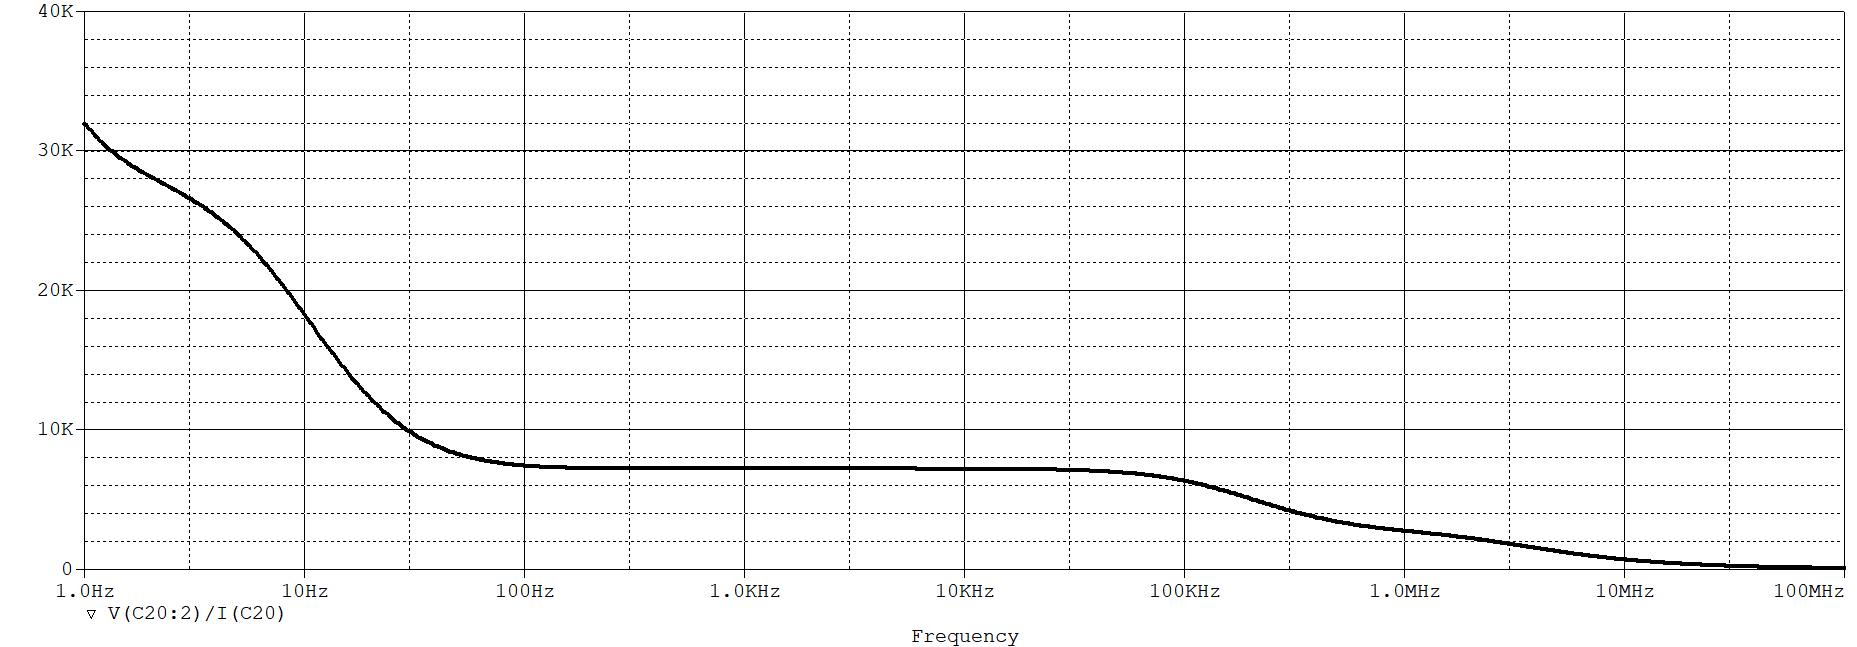 40K
30K
20K
10K
0
1.0Hz 10Hz 100Hz 1.0KHz 10KHz 100KHz 1.0MHz 10MHz 100MHz
▿ V(C20:2)/I(C20)
Frequency